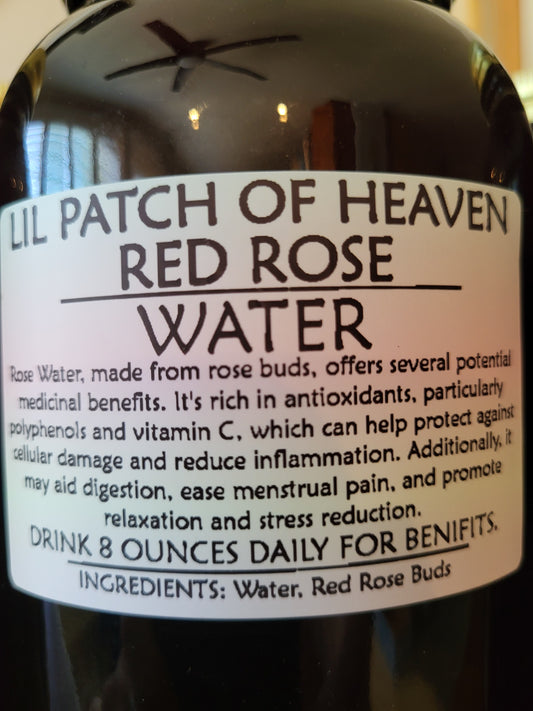 LIL PATCH OF HEAVEN
RED ROSE
WATER
Rose Water, made from rose buds, offers several potential
medicinal benefits. It's rich in antioxidants, particularly
polyphenols and vitamin C, which can help protect against
cellular damage and reduce inflammation. Additionally, it
may aid digestion, ease menstrual pain, and promote
relaxation and stress reduction.
DRINK 8 OUNCES DAILY FOR BENIFITS.
INGREDIENTS: Water, Red Rose Buds